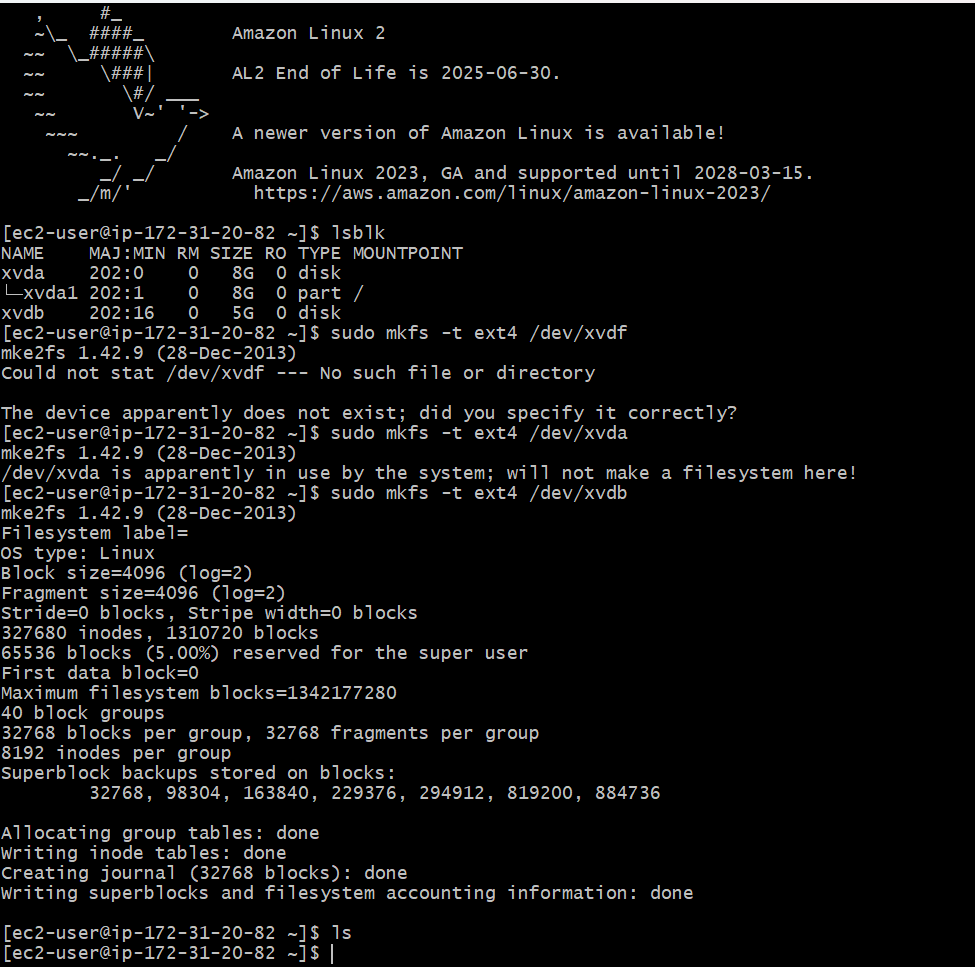 ,     #_
   ~\_  ####_        Amazon Linux 2
  ~~  \_#####\
  ~~     \###|       AL2 End of Life is 2025-06-30.
  ~~       \#/ ___
   ~~       V~' '->
    ~~~         /    A newer version of Amazon Linux is available!
      ~~._.   _/
         _/ _/       Amazon Linux 2023, GA and supported until 2028-03-15.
       _/m/'           https://aws.amazon.com/linux/amazon-linux-2023/

[ec2-user@ip-172-31-20-82 ~]$ lsblk
NAME    MAJ:MIN RM SIZE RO TYPE MOUNTPOINT
xvda    202:0    0   8G  0 disk
└─xvda1 202:1    0   8G  0 part /
xvdb    202:16   0   5G  0 disk
[ec2-user@ip-172-31-20-82 ~]$ sudo mkfs -t ext4 /dev/xvdf
mke2fs 1.42.9 (28-Dec-2013)
Could not stat /dev/xvdf --- No such file or directory

The device apparently does not exist; did you specify it correctly?
[ec2-user@ip-172-31-20-82 ~]$ sudo mkfs -t ext4 /dev/xvda
mke2fs 1.42.9 (28-Dec-2013)
/dev/xvda is apparently in use by the system; will not make a filesystem here!
[ec2-user@ip-172-31-20-82 ~]$ sudo mkfs -t ext4 /dev/xvdb
mke2fs 1.42.9 (28-Dec-2013)
Filesystem label=
OS type: Linux
Block size=4096 (log=2)
Fragment size=4096 (log=2)
Stride=0 blocks, Stripe width=0 blocks
327680 inodes, 1310720 blocks
65536 blocks (5.00%) reserved for the super user
First data block=0
Maximum filesystem blocks=1342177280
40 block groups
32768 blocks per group, 32768 fragments per group
8192 inodes per group
Superblock backups stored on blocks:
        32768, 98304, 163840, 229376, 294912, 819200, 884736

Allocating group tables: done
Writing inode tables: done
Creating journal (32768 blocks): done
Writing superblocks and filesystem accounting information: done

[ec2-user@ip-172-31-20-82 ~]$ ls
[ec2-user@ip-172-31-20-82 ~]$